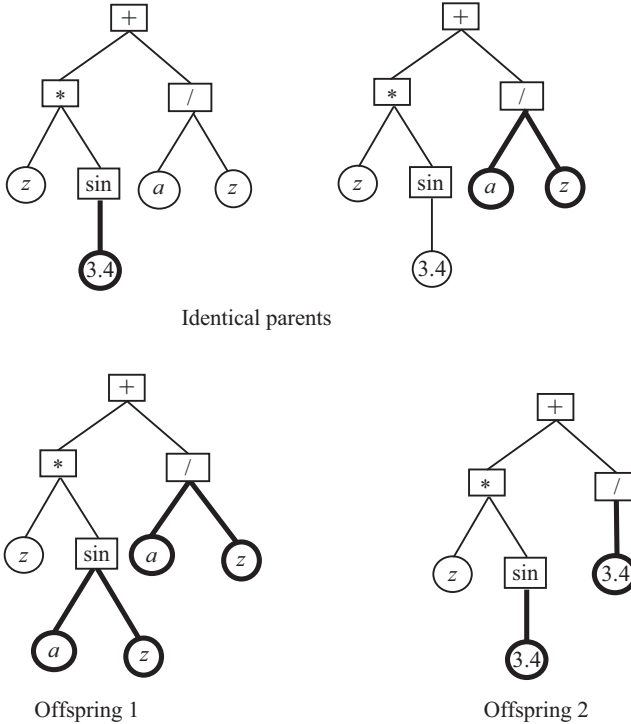 + +
* / * /
z sin a z z sin a z
3.4 3.4
Identical parents
+ +
* / * /
z sin a z z sin 3.4
a z 3.4
Offspring 1 Offspring 2